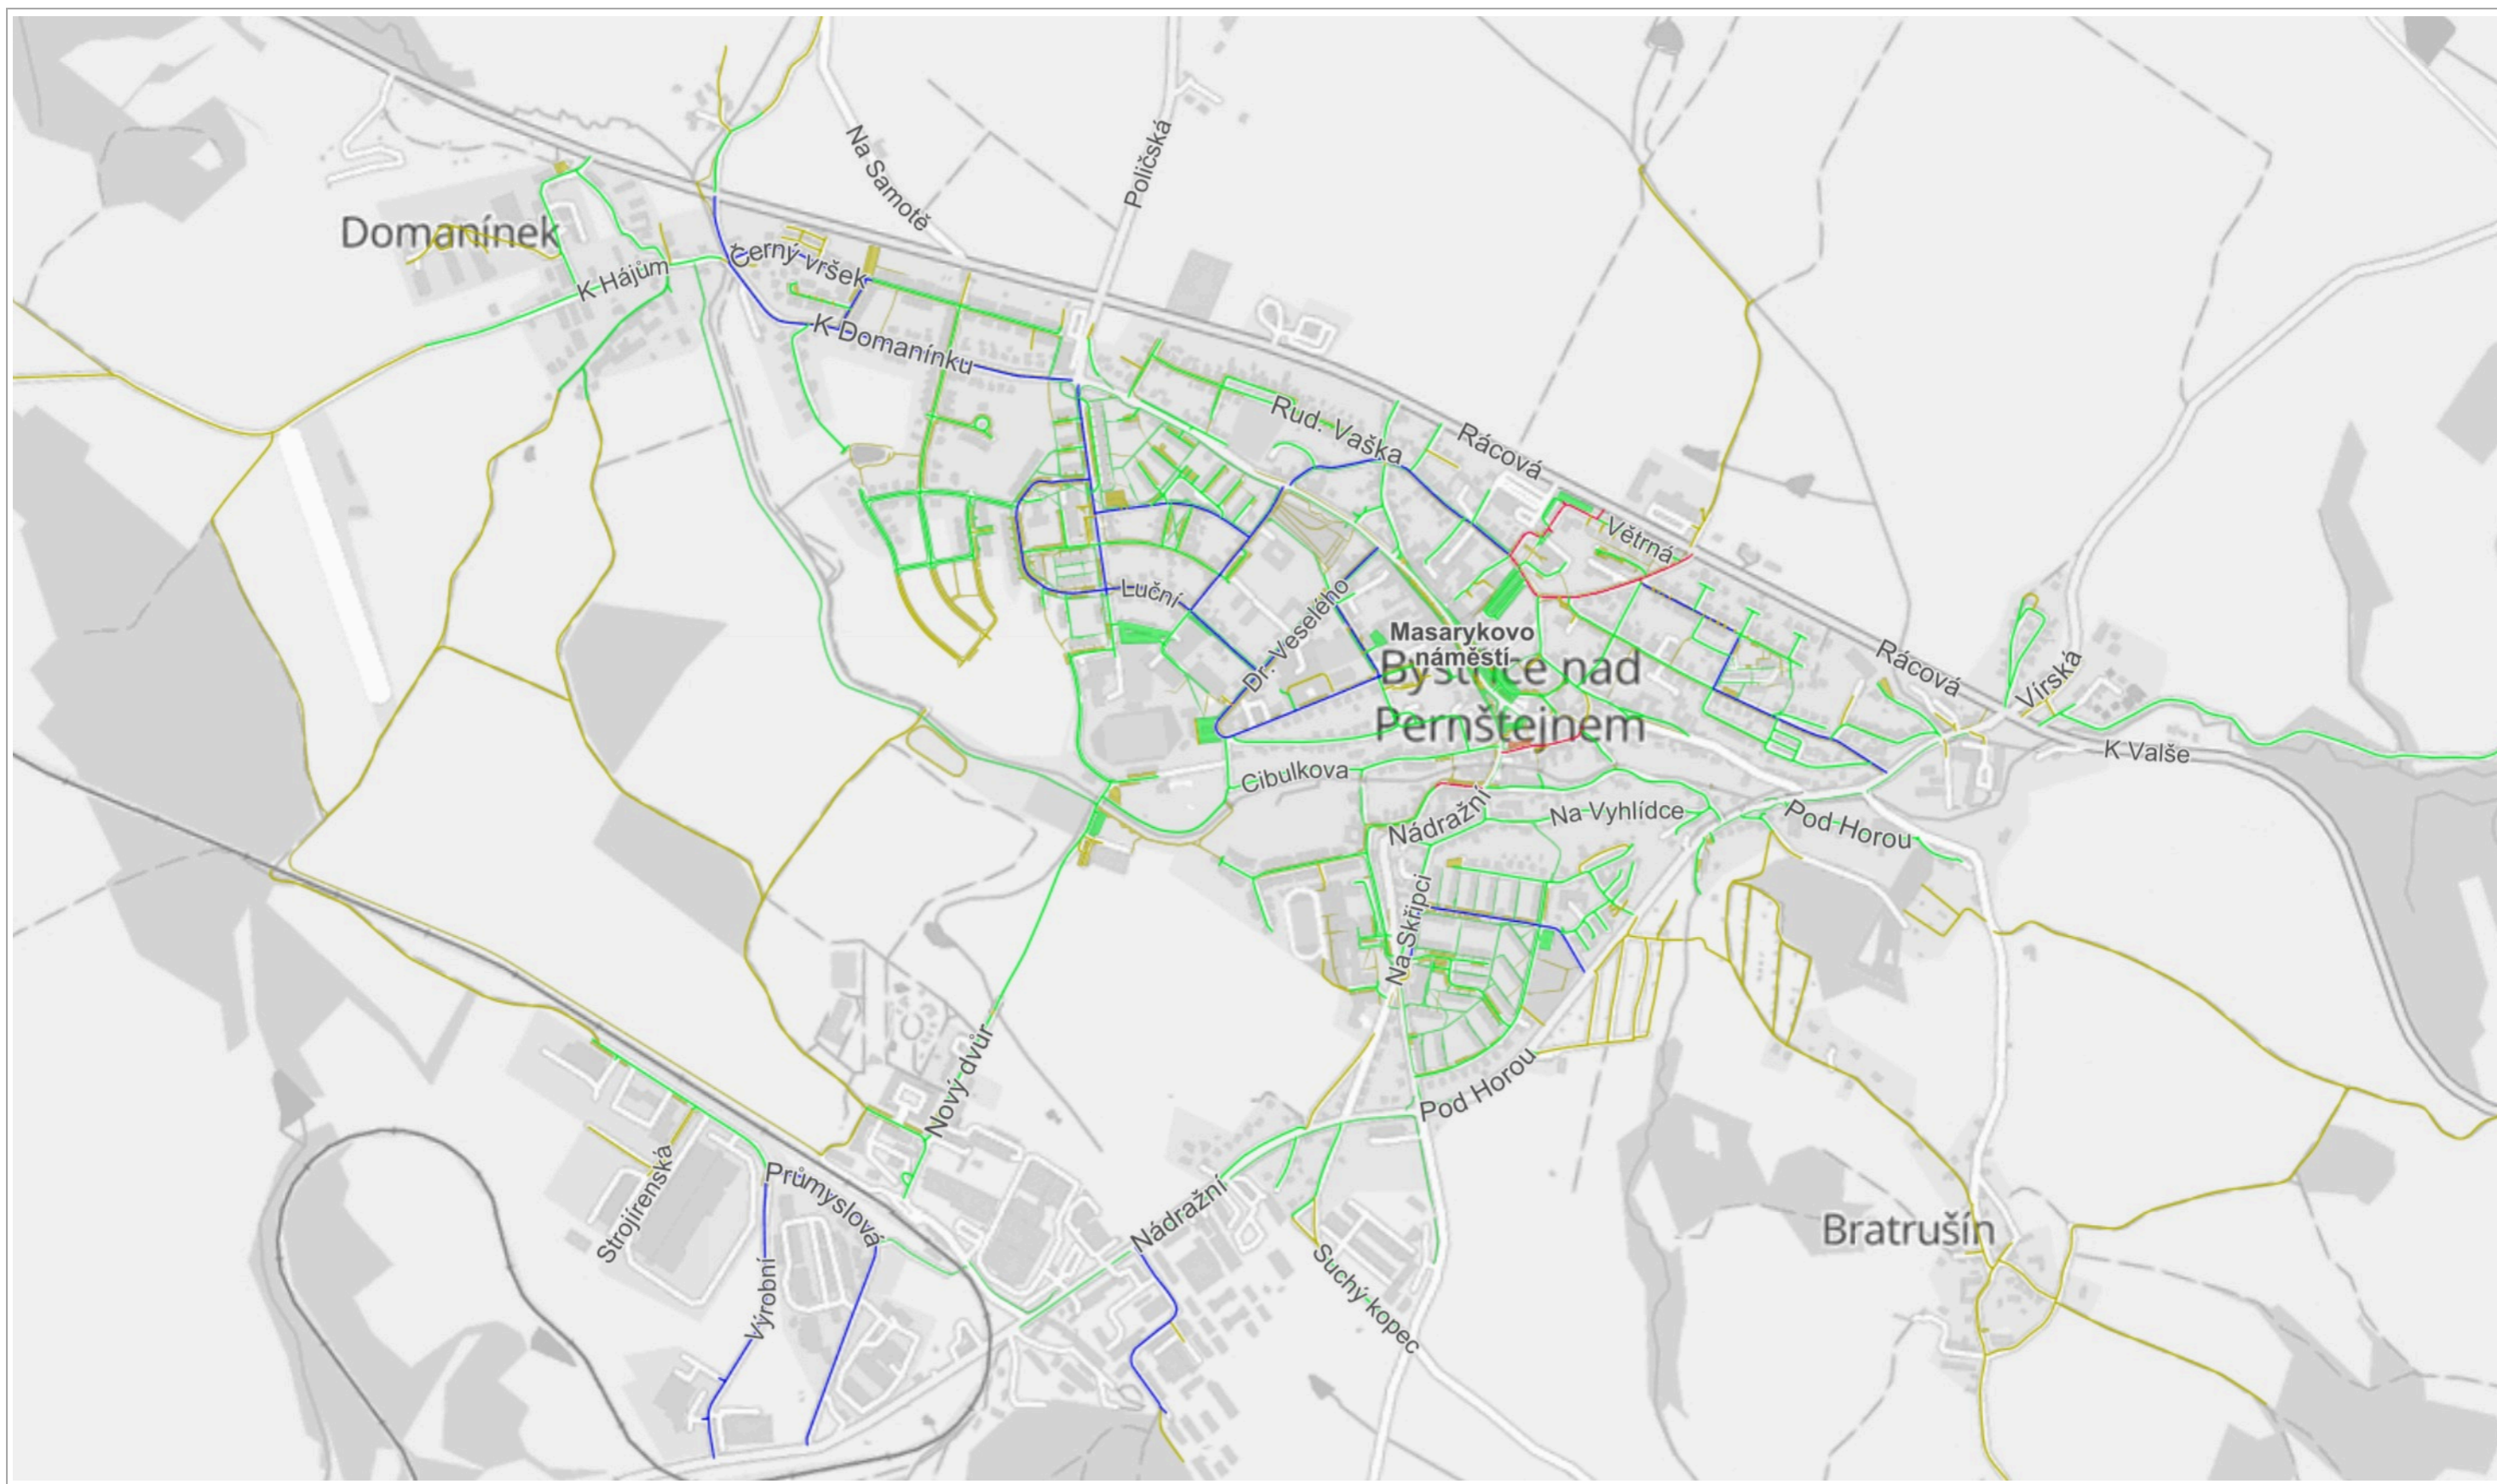 Na Samotě
Poličská
Domanínek
K Hájům
Černý vršek
K Domanínku
Rud. Vaška
Rácová
Větrná
Luční
Dr. Veselého
Masarykovo
náměstí
Bystřice nad
Pernštejnem
Rácová
Vírská
K Valše
Cibulkova
Nádražní
Na Vyhlídce
Pod Horou
Na Skřipci
Nový dvůr
Pod Horou
Strojírenská
Průmyslová
Výrobní
Nádražní
Suchý kopec
Bratrušín